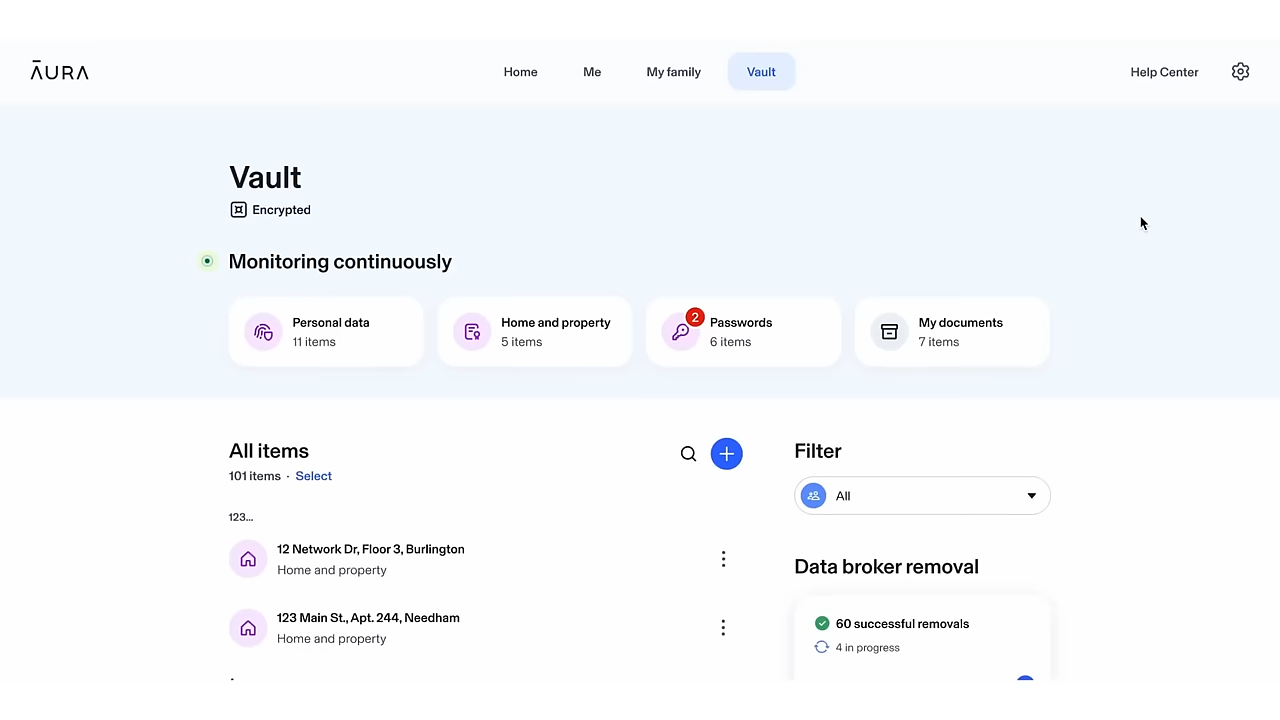 ĀURA
Home
Me
My family
Vault
Help Center
Vault
Encrypted
Monitoring continuously
Personal data
11 items
Home and property
5 items
2
Passwords
6 items
My documents
7 items
All items
101 items · Select
123...
12 Network Dr, Floor 3, Burlington
Home and property
123 Main St., Apt. 244, Needham
Home and property
Filter
All
Data broker removal
60 successful removals
4 in progress